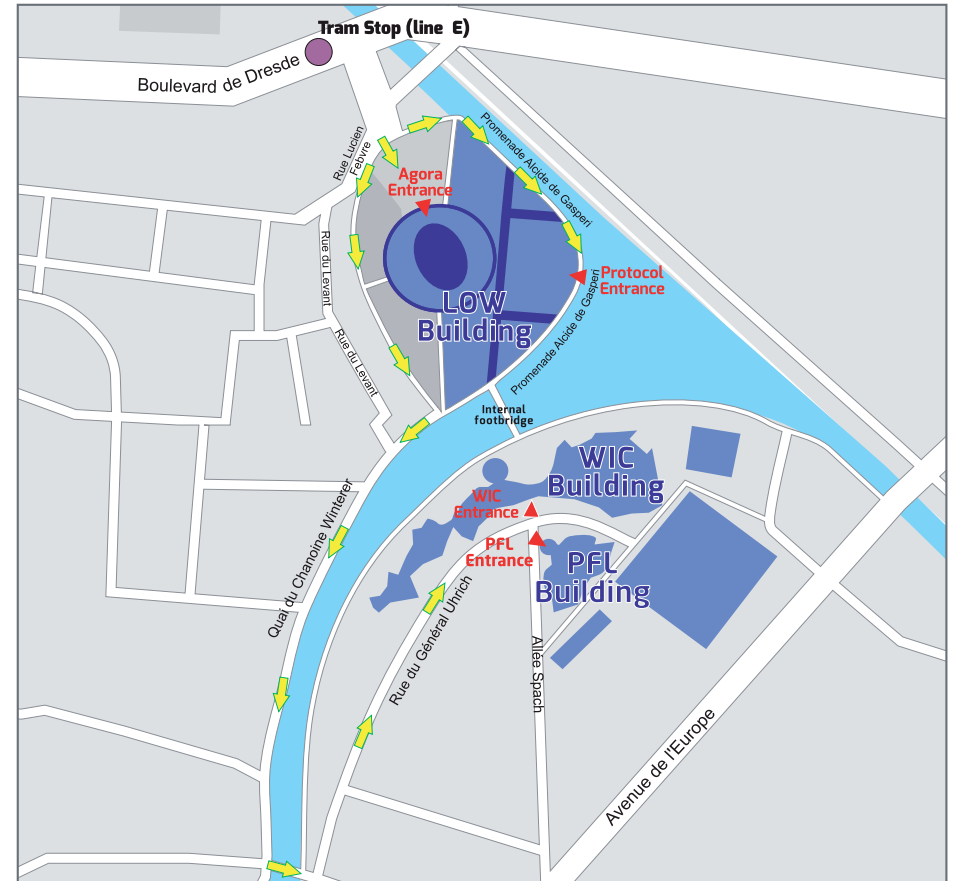 Tram Stop (line E)
Boulevard de Dresde
Rue Lucien
Febvre
Promenade Alcide de Gasperi
Agora
Entrance
Rue du Levant
Protocol
Entrance
LOW
Building
Promenade Alcide de Gasperi
Rue du Levant
Internal
footbridge
WIC
Building
WIC
Entrance
Quai du Chanoine Winterer
PFL
Entrance
PFL
Building
Rue du Général Uhrich
Allée Spach
Avenue de l'Europe